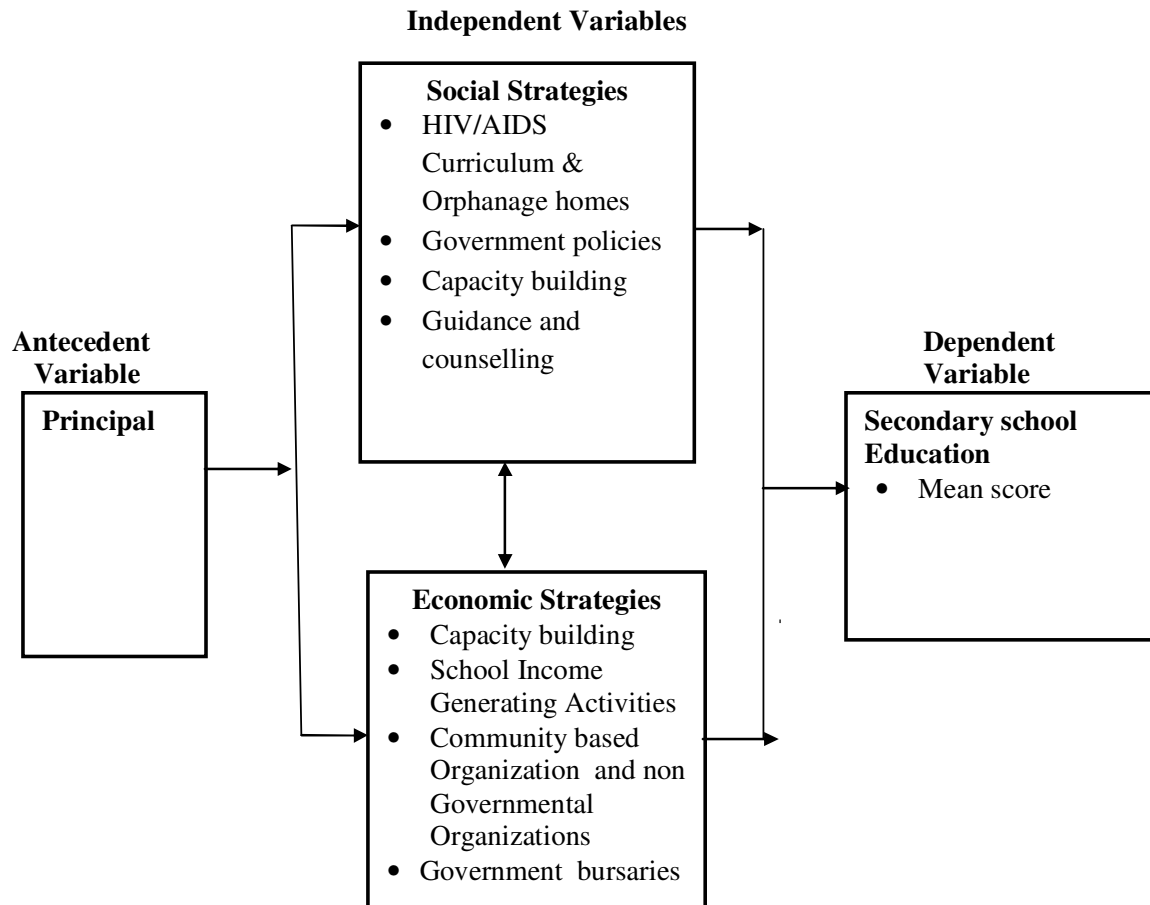 Independent Variables
Social Strategies
• HIV/AIDS
Curriculum &
Orphanage homes
• Government policies
• Capacity building
• Guidance and
counselling
Antecedent
Variable
Principal
Dependent
Variable
Secondary school
Education
• Mean score
Economic Strategies
• Capacity building
• School Income
Generating Activities
• Community based
Organization and non
Governmental
Organizations
• Government bursaries